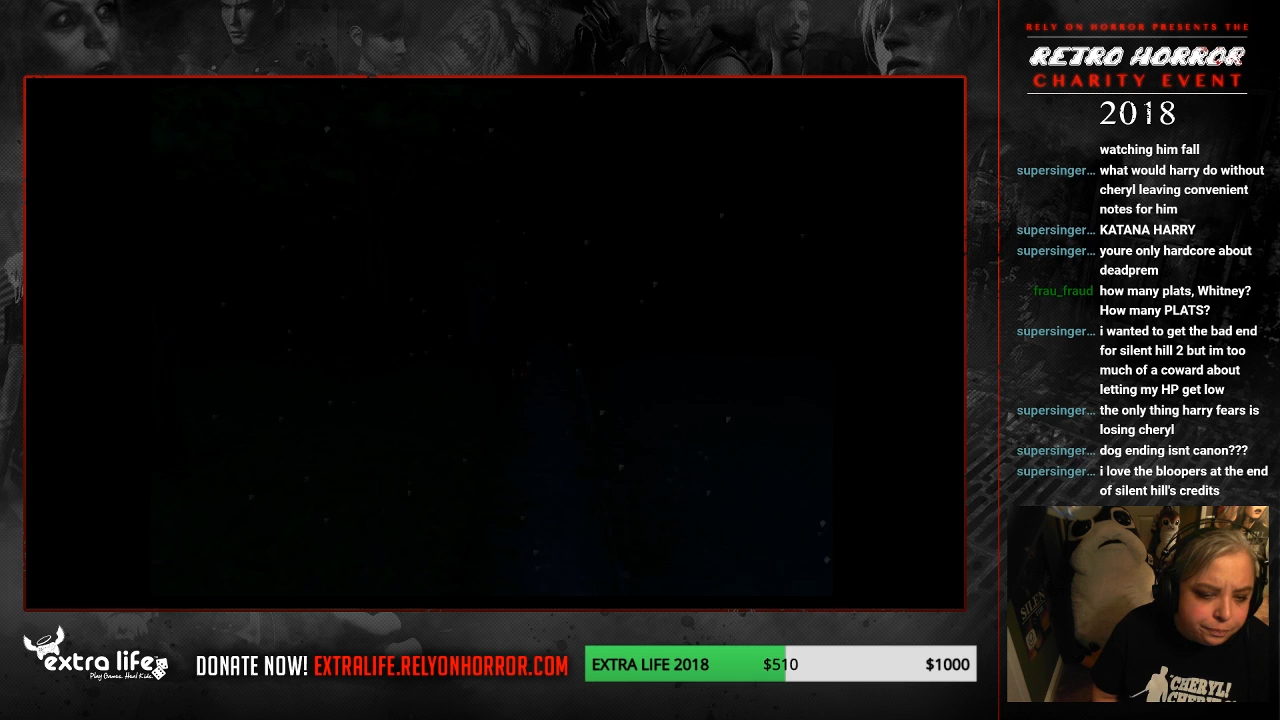 RELY ON HORROR PRESENTS THE
RETRO HORROR
CHARITY EVENT
2018
watching him fall
supersinger... what would harry do without
cheryl leaving convenient
notes for him
supersinger... KATANA HARRY
supersinger... youre only hardcore about
deadprem
frau_fraud how many plats, Whitney?
How many PLATS?
supersinger... i wanted to get the bad end
for silent hill 2 but im too
much of a coward about
letting my HP get low
supersinger... the only thing harry fears is
losing cheryl
supersinger... dog ending isnt canon???
supersinger... i love the bloopers at the end
of silent hill's credits
SILEN
CHERYL!
extra life
Play Games. Heal Kids.
DONATE NOW! EXTRALIFE.RELYONHORROR.COM
EXTRA LIFE 2018 $510 $1000